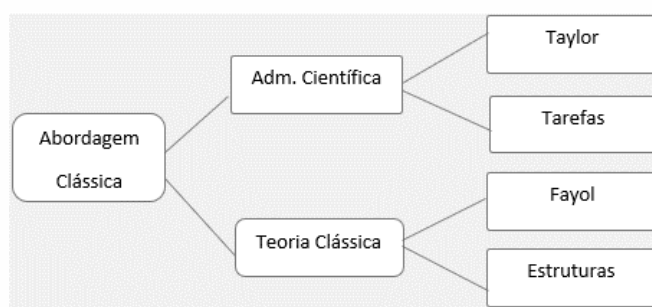 Abordagem
Clássica
Adm. Científica
Teoria Clássica
Taylor
Tarefas
Fayol
Estruturas